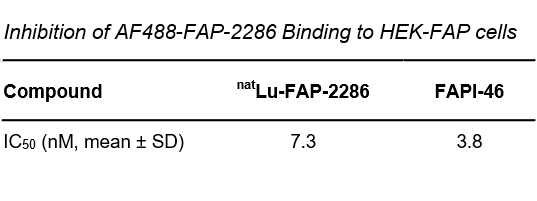 Inhibition of AF488-FAP-2286 Binding to HEK-FAP cells
Compound natLu-FAP-2286 FAPI-46
IC50 (nM, mean ± SD) 7.3 3.8